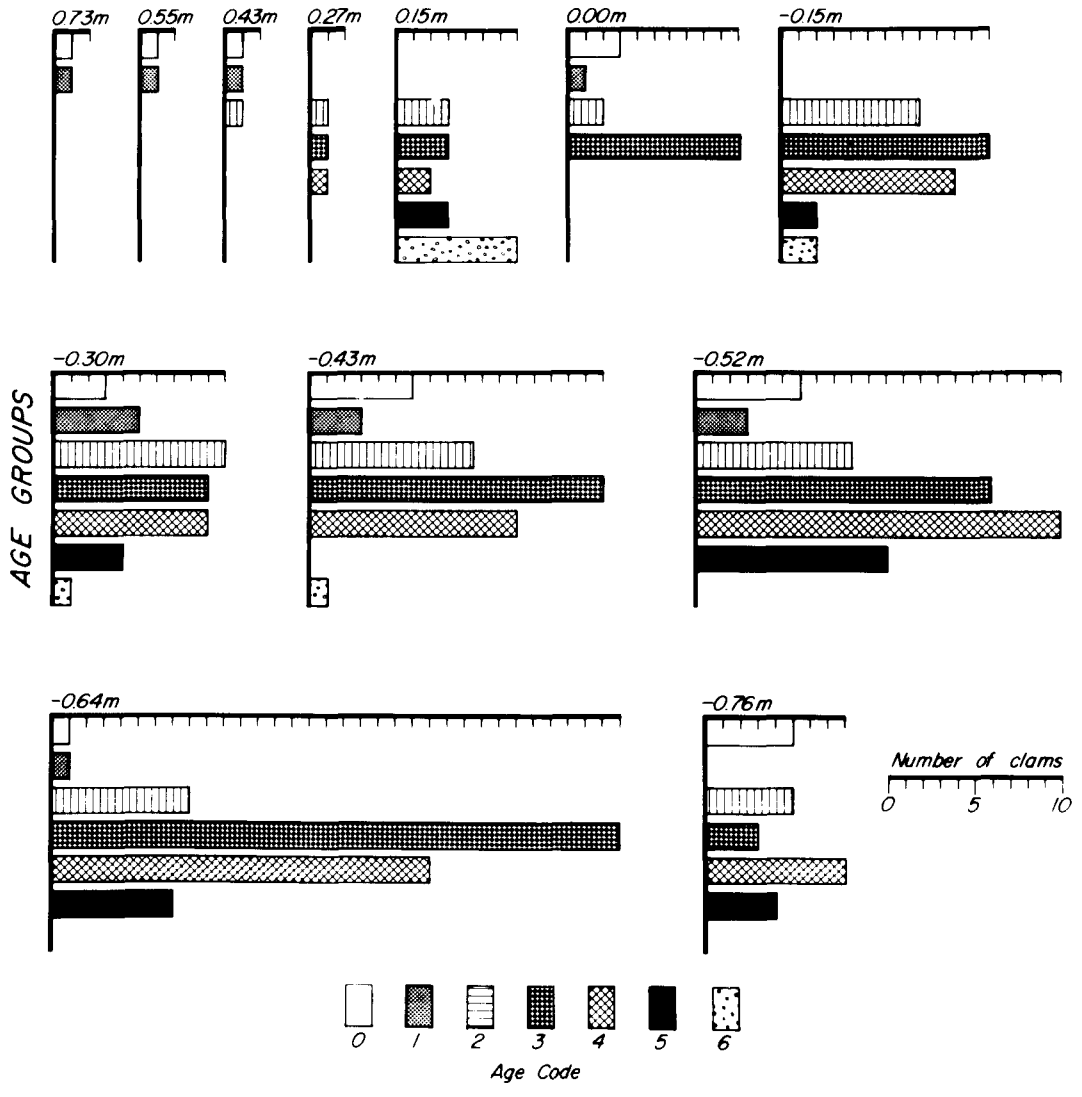 0.73m 0.55m 0.43m 0.27m 0.15m 0.00m -0.15m
-0.30m -0.43m -0.52m
AGE GROUPS
-0.64m -0.76m
Number of clams
0 5 10
0 1 2 3 4 5 6
Age Code